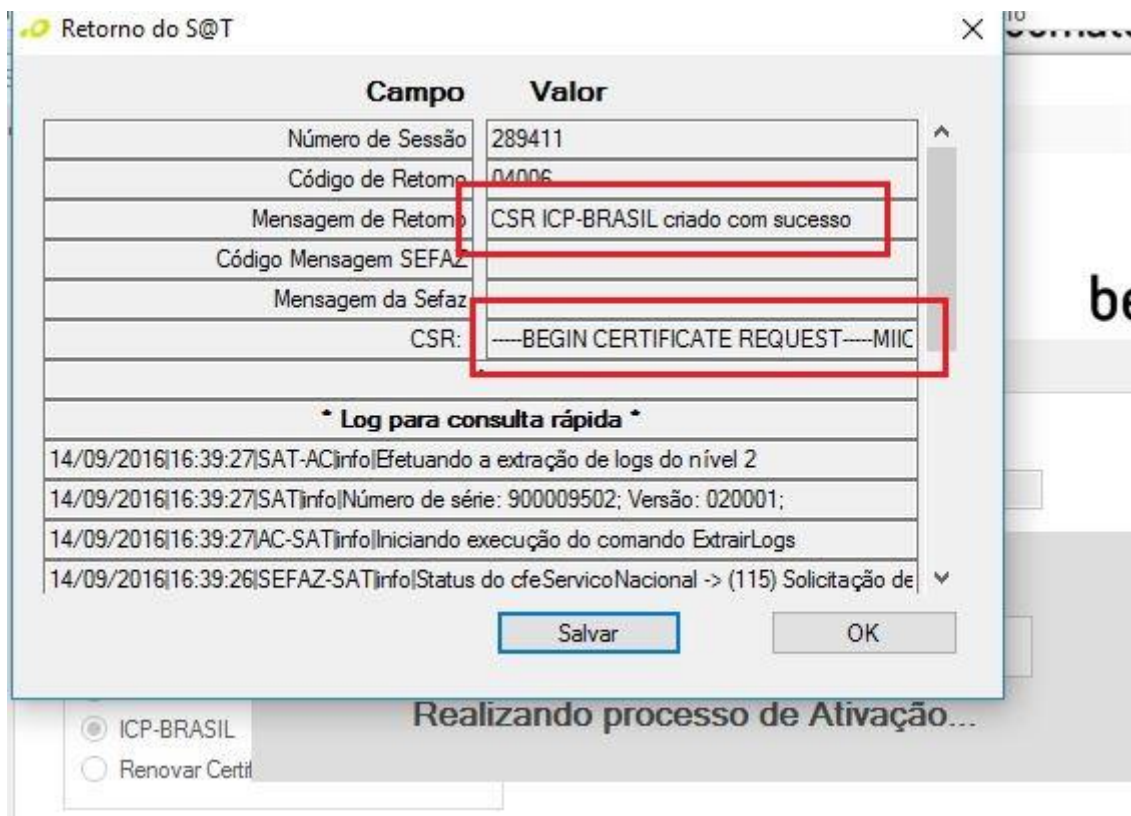 Retorno do S@T
Campo Valor
Número de Sessão 289411
Código de Retorno 04006
Mensagem de Retorno CSR ICP-BRASIL criado com sucesso
Código Mensagem SEFAZ
Mensagem da Sefaz
CSR: -----BEGIN CERTIFICATE REQUEST-----MIIC
* Log para consulta rápida *
14/09/2016|16:39:27|SAT-AC|info|Efetuando a extração de logs do nível 2
14/09/2016|16:39:27|SAT|info|Número de série: 900009502; Versão: 020001;
14/09/2016|16:39:27|AC-SAT|info|Iniciando execução do comando ExtrairLogs
14/09/2016|16:39:26|SEFAZ-SAT|info|Status do cfeServicoNacional -> (115) Solicitação de
Salvar OK
be
Realizando processo de Ativação...
ICP-BRASIL
Renovar Certif